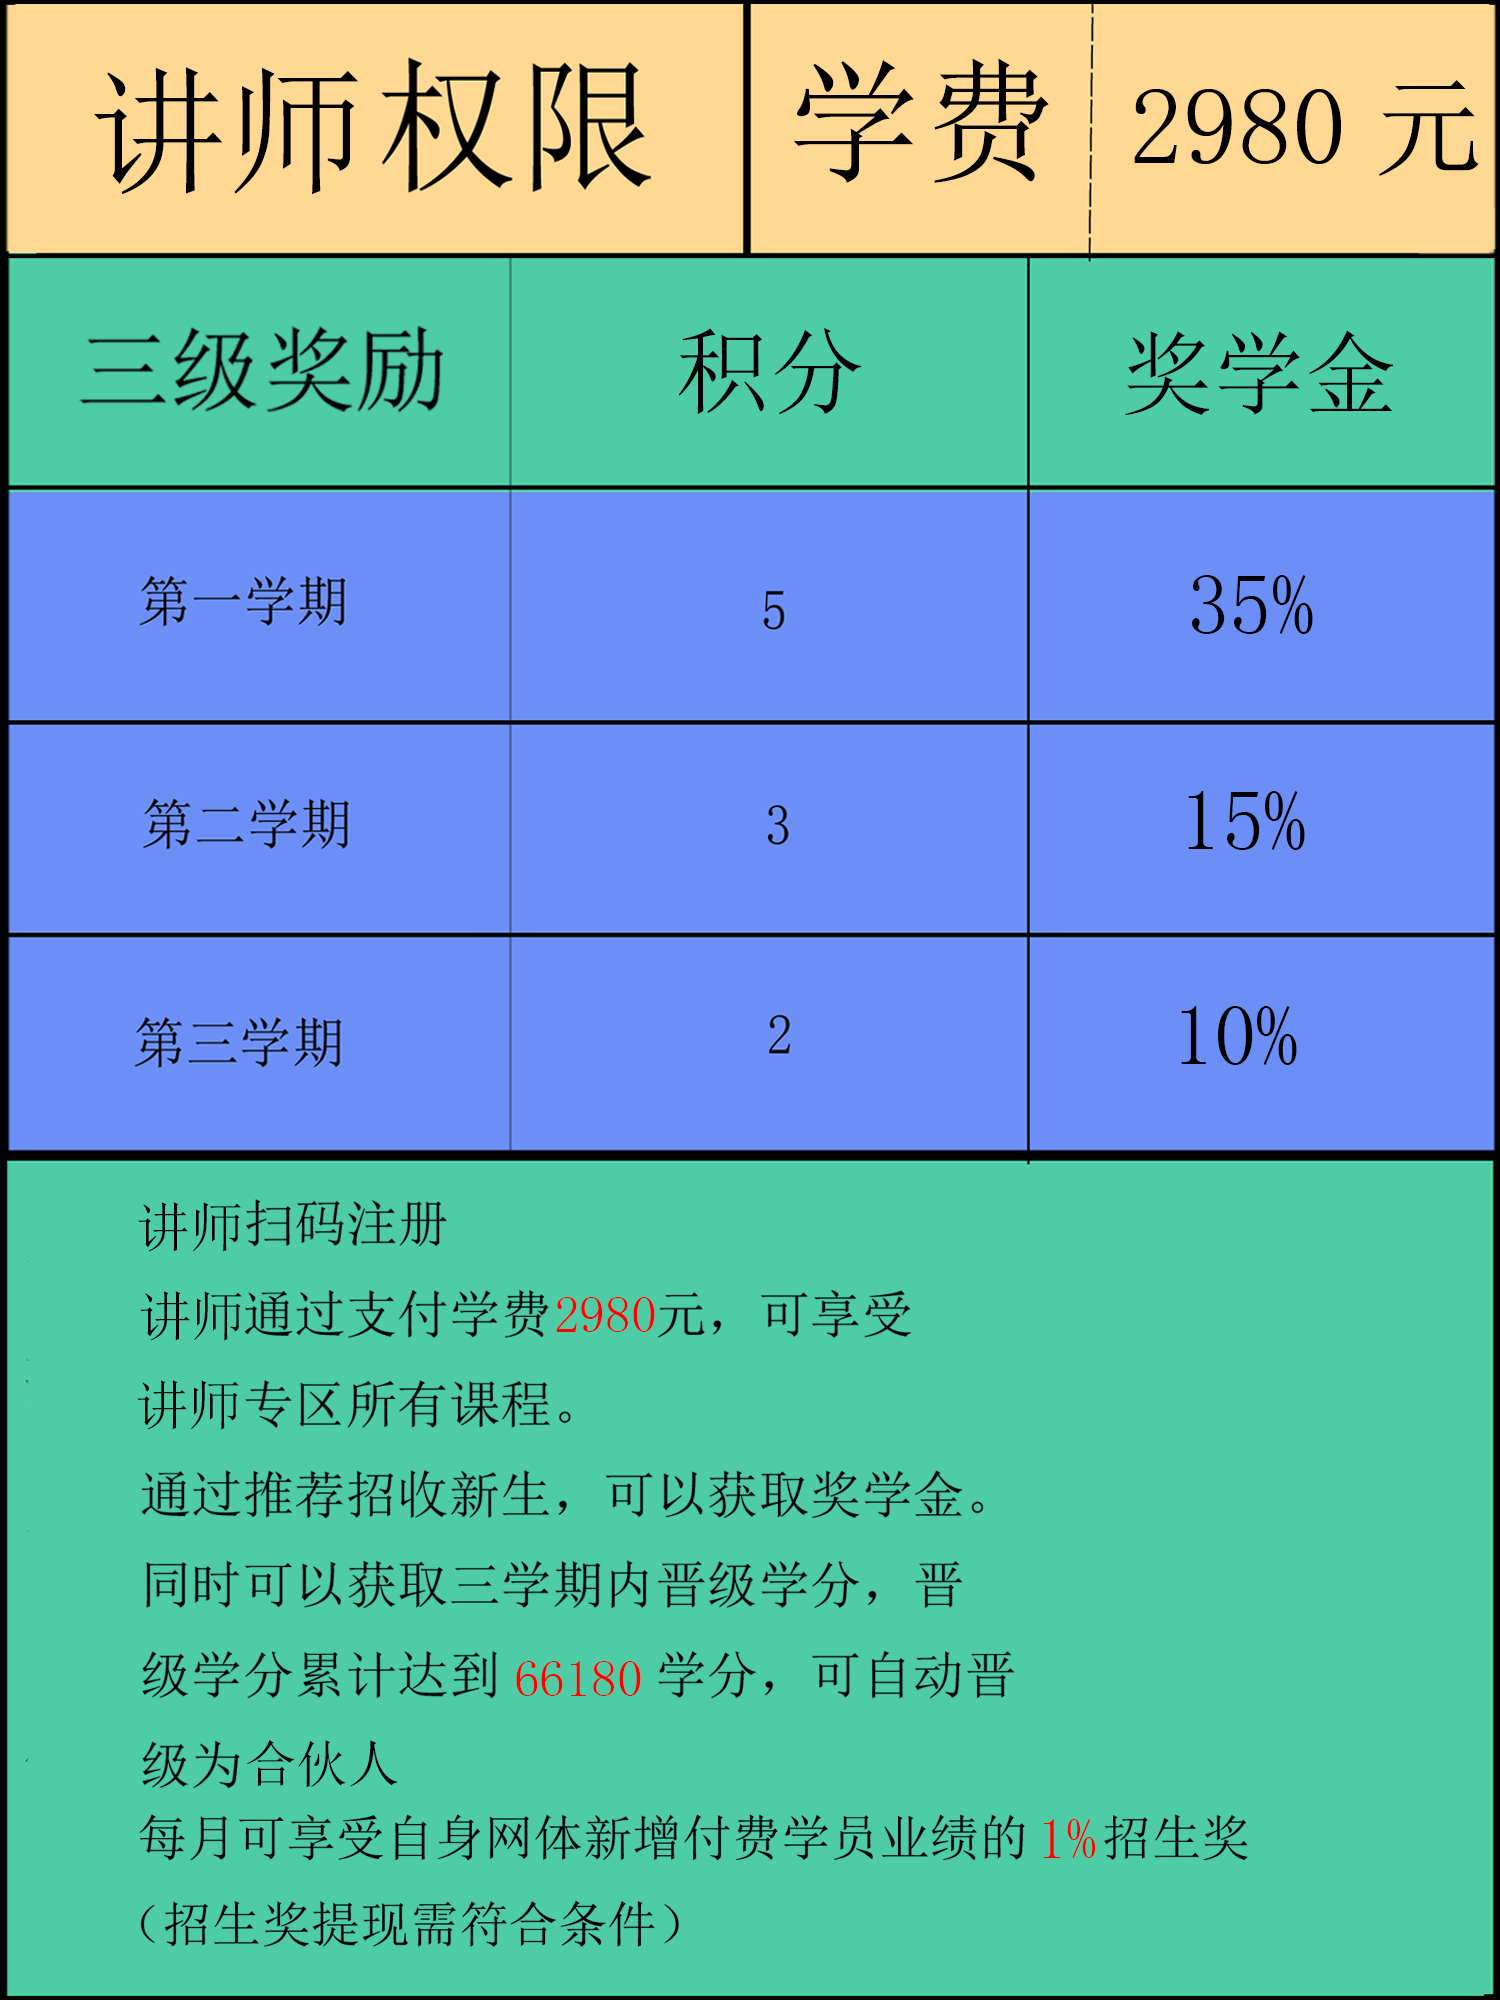 讲师权限 学费 2980 元
三级奖励 积分 奖学金
第一学期 5 35%
第二学期 3 15%
第三学期 2 10%
讲师扫码注册
讲师通过支付学费2980元，可享受
讲师专区所有课程。
通过推荐招收新生，可以获取奖学金。
同时可以获取三学期内晋级学分，晋
级学分累计达到 66180 学分，可自动晋
级为合伙人
每月可享受自身网体新增付费学员业绩的 1%招生奖
（招生奖提现需符合条件）